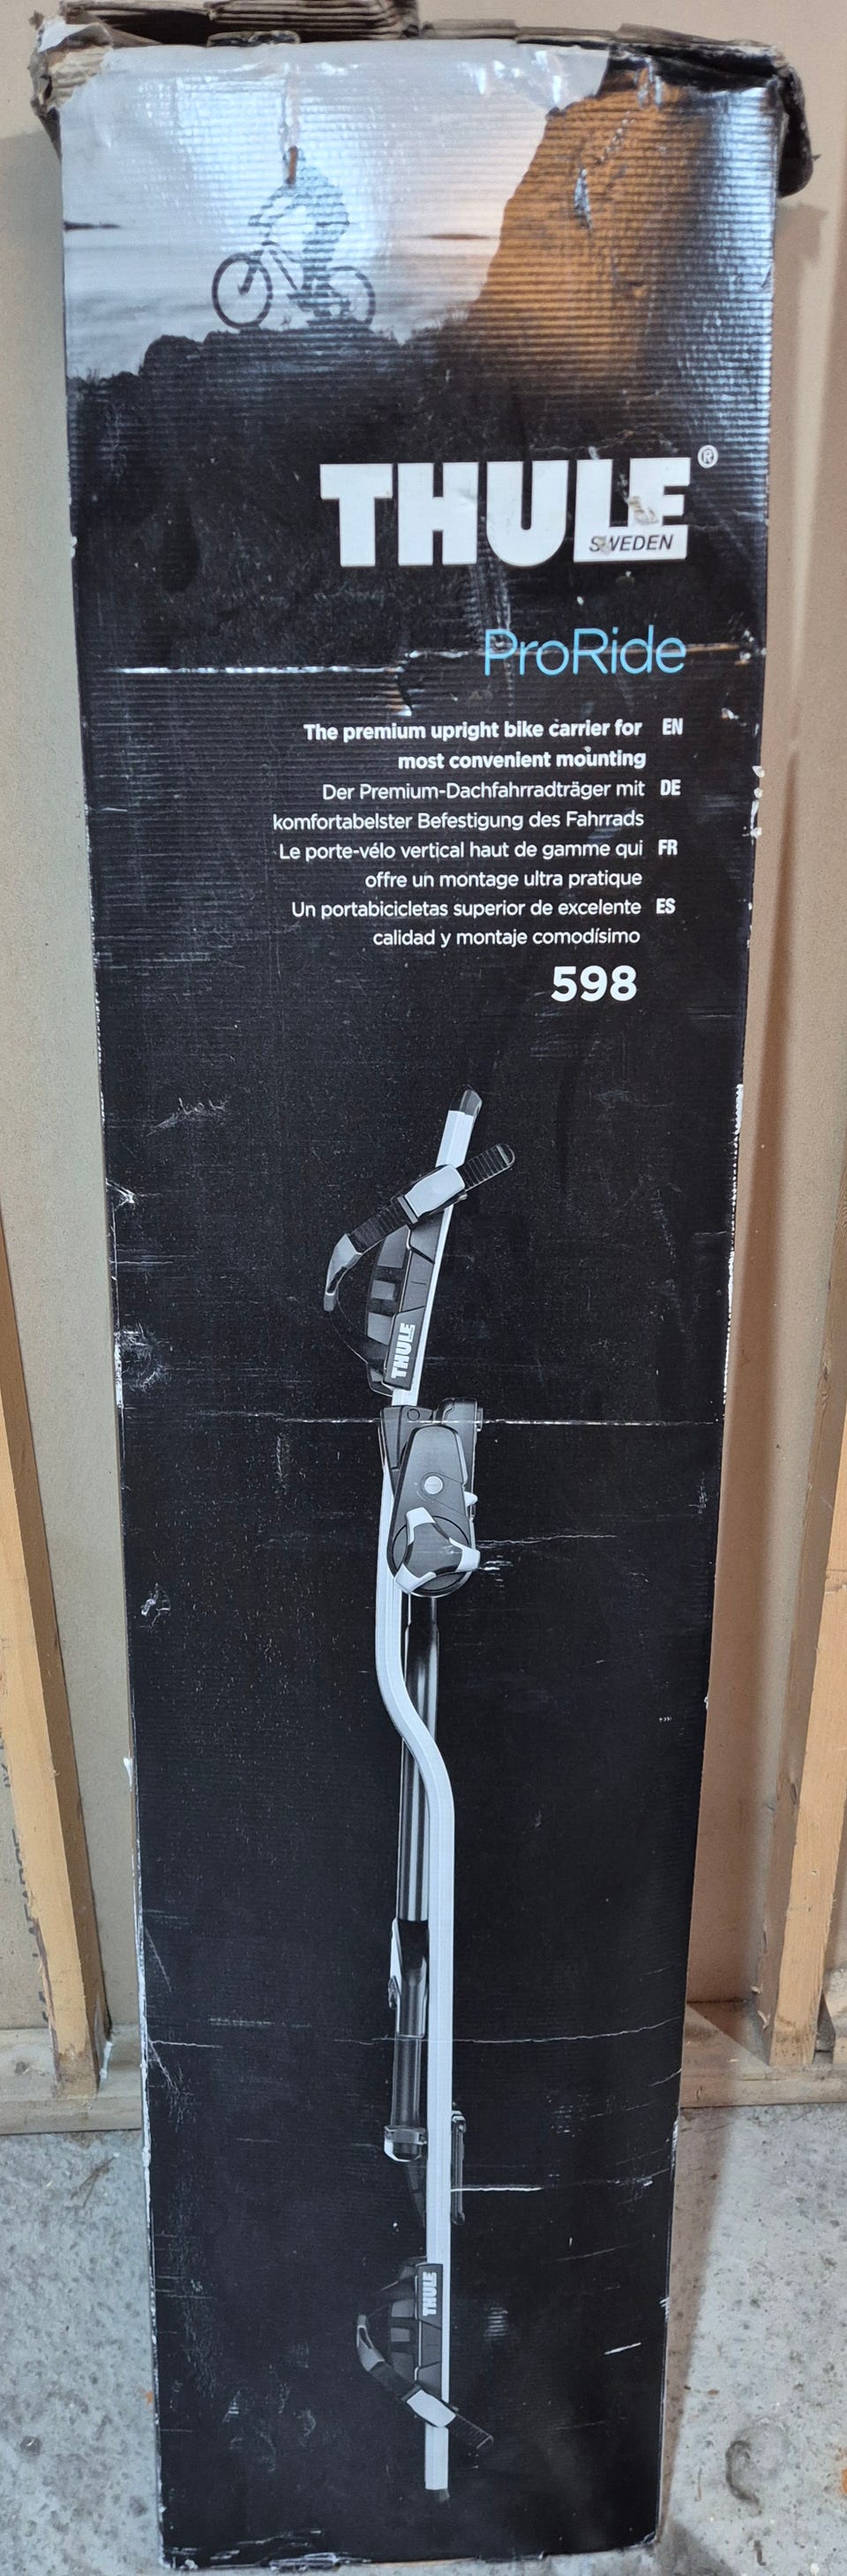 THULE®
SWEDEN
ProRide
The premium upright bike carrier for EN
most convenient mounting
Der Premium-Dachfahrradträger mit DE
komfortabelster Befestigung des Fahrrads
Le porte-vélo vertical haut de gamme qui FR
offre un montage ultra pratique
Un portabicicletas superior de excelente ES
calidad y montaje comodísimo
598
THULE
THULE